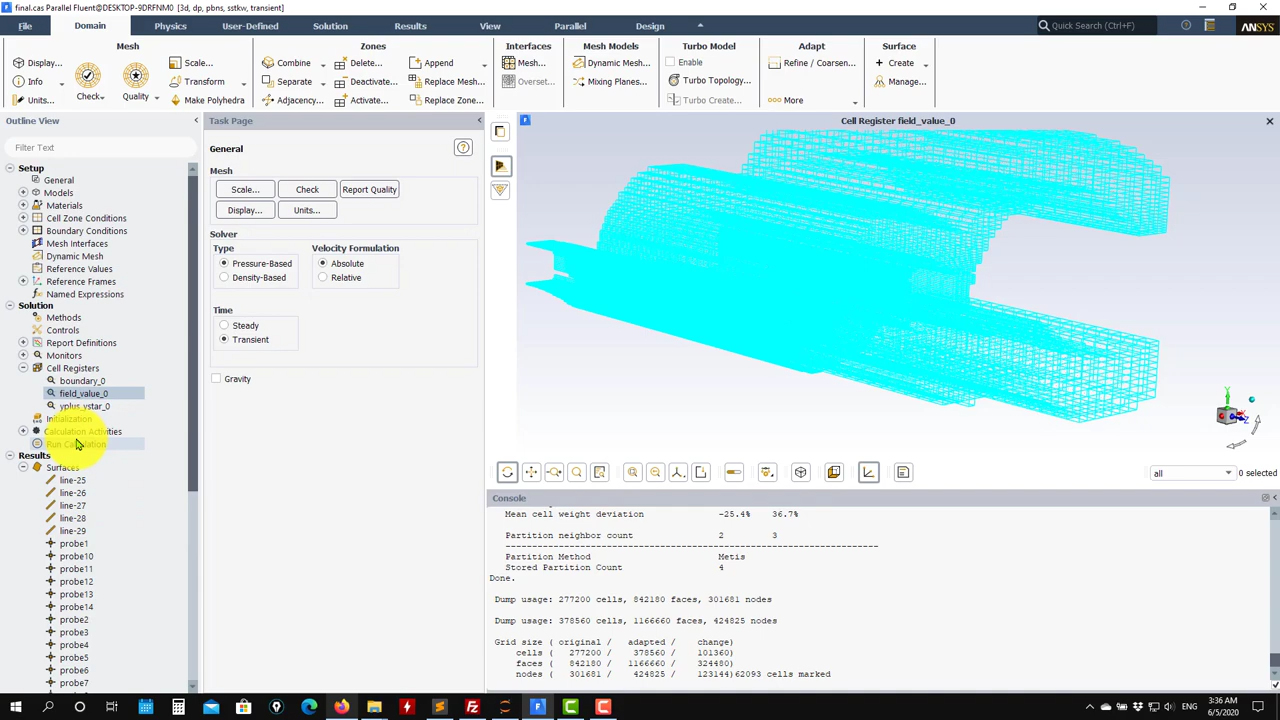 final.cas Parallel Fluent@DESKTOP-9DRFNM0 [3d, dp, pbns, sstkw, transient]
File Domain Physics User-Defined Solution Results View Parallel Design Quick Search (Ctrl+F) ANSYS
Mesh Zones Interfaces Mesh Models Turbo Model Adapt Surface
Display... Scale... Combine Delete... Append Mesh... Dynamic Mesh... Enable Refine / Coarsen... Create
Info Transform Separate Deactivate... Replace Mesh... Overset... Mixing Planes... Turbo Topology... Manage...
Units... Check Quality Make Polyhedra Adjacency... Activate... Replace Zone... Turbo Create... More
Outline View
Filter Text
Setup
General
Models
Materials
Cell Zone Conditions
Boundary Conditions
Mesh Interfaces
Dynamic Mesh
Reference Values
Reference Frames
Named Expressions
Solution
Methods
Controls
Report Definitions
Monitors
Cell Registers
boundary_0
field_value_0
yplus_ystar_0
Initialization
Calculation Activities
Run Calculation
Results
Surfaces
line-25
line-26
line-27
line-28
line-29
probe1
probe10
probe11
probe12
probe13
probe14
probe2
probe3
probe4
probe5
probe6
probe7
Task Page
General
Mesh
Scale... Check Report Quality
Display... Units...
Solver
Type Velocity Formulation
Pressure-Based Absolute
Density-Based Relative
Time
Steady
Transient
Gravity
Cell Register field_value_0
all 0 selected
Console
Mean cell weight deviation -25.4% 36.7%
Partition neighbor count 2 3
Partition Method Metis
Stored Partition Count 4
Done.
Dump usage: 277200 cells, 842180 faces, 301681 nodes
Dump usage: 378560 cells, 1166660 faces, 424825 nodes
Grid size ( original / adapted / change)
cells ( 277200 / 378560 / 101360)
faces ( 842180 / 1166660 / 324480)
nodes ( 301681 / 424825 / 123144)62093 cells marked
ENG 3:36 AM
6/5/2020